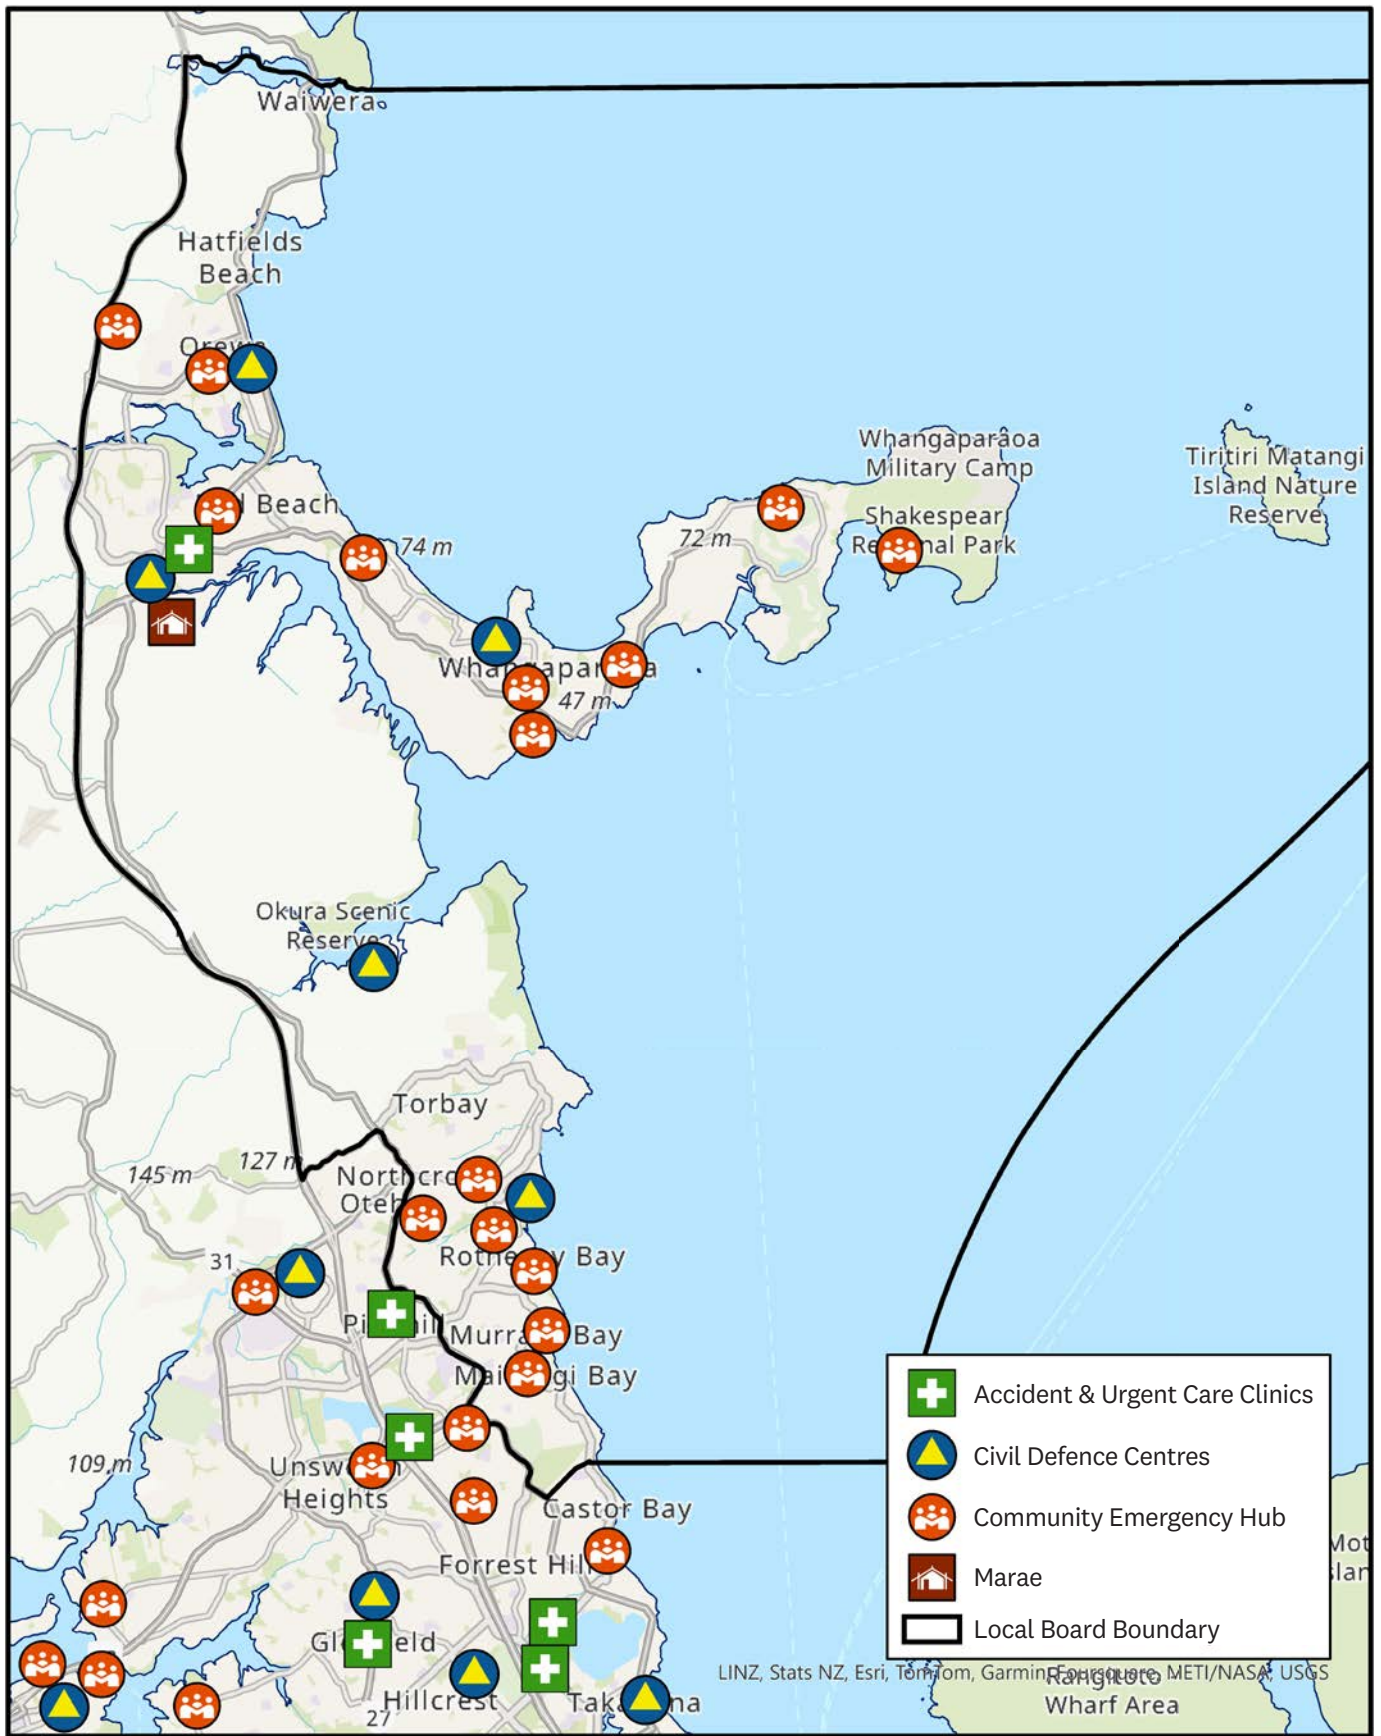 Waiwera
Hatfields
Beach
Beach
74 m
Whangaparāoa
Military Camp
Tiritiri Matangi
Island Nature
Reserve
Shakespear
Park
72 m
47 m
Okura Scenic
Reserve
Torbay
145 m
127 m
31
Bay
Bay
Bay
109 m
Heights
Castor Bay
Forrest Hill
Hillcrest
27
Accident & Urgent Care Clinics
Civil Defence Centres
Community Emergency Hub
Marae
Local Board Boundary
LINZ, Stats NZ, Esri, TomTom, Garmin, Foursquare, METI/NASA, USGS
Rangitoto
Wharf Area